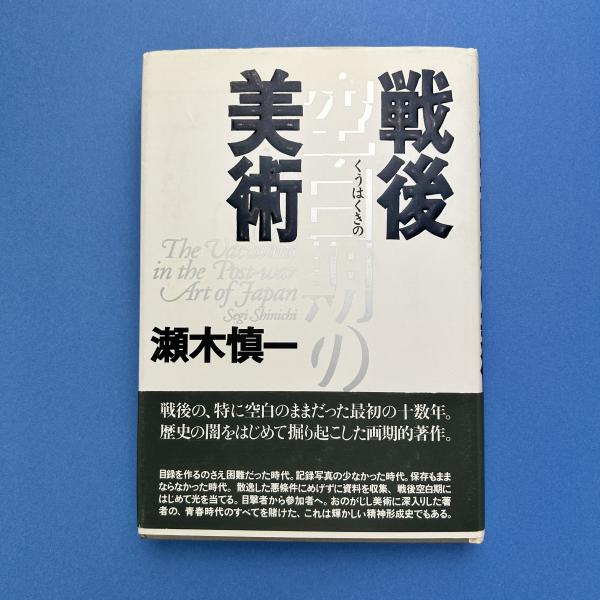 戦後
空白期の
くうはくきの
美術
The Vacuum
in the Post-war
Art of Japan
Segi Shinichi
瀬木慎一
戦後の、特に空白のままだった最初の十数年。
歴史の闇をはじめて掘り起こした画期的著作。
目録を作るのさえ困難だった時代。記録写真の少なかった時代。保存もまま
ならなかった時代。散逸した悪條件にめげずに資料を収集、戦後空白期に
はじめて光を当てる。目撃者から参加者へ。おのがじし美術に深入りした著
者の、青春時代のすべてを賭けた、これは輝かしい精神形成史でもある。